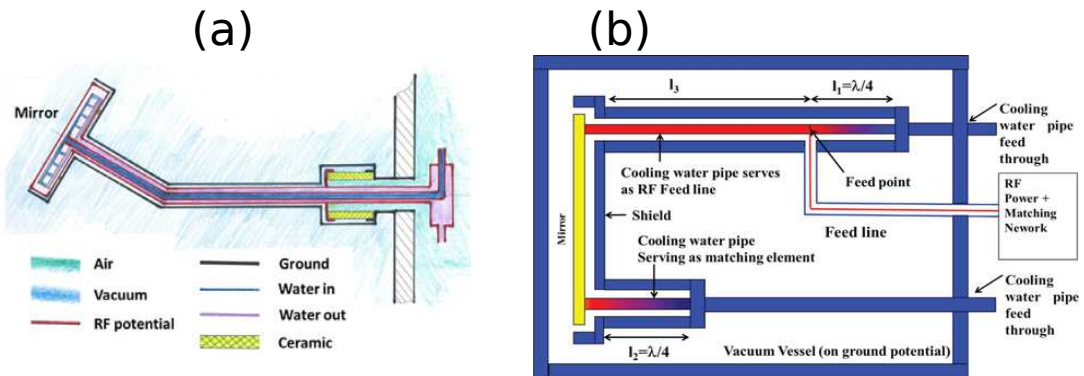 (a)
Mirror
Air
Vacuum
RF potential
Ground
Water in
Water out
Ceramic
(b)
l₃
l₁=λ/4
Cooling
water pipe
feed
through
Cooling water pipe serves
as RF Feed line
Feed point
RF
Power +
Matching
Nework
Mirror
Shield
Feed line
Cooling water pipe
Serving as matching element
Cooling
water pipe
feed
through
l₂=λ/4
Vacuum Vessel (on ground potential)